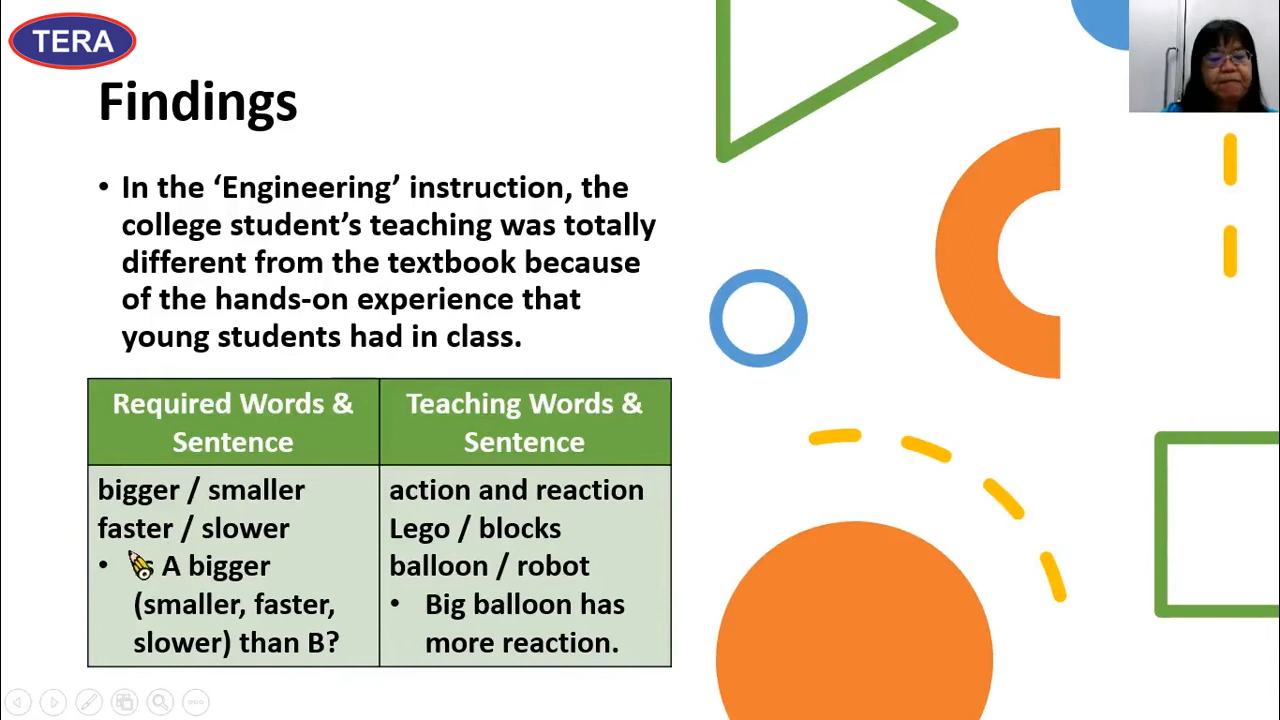 TERA
Findings
• In the ‘Engineering’ instruction, the
college student’s teaching was totally
different from the textbook because
of the hands-on experience that
young students had in class.
Required Words &
Sentence
bigger / smaller
faster / slower
• A bigger
(smaller, faster,
slower) than B?
Teaching Words &
Sentence
action and reaction
Lego / blocks
balloon / robot
• Big balloon has
more reaction.